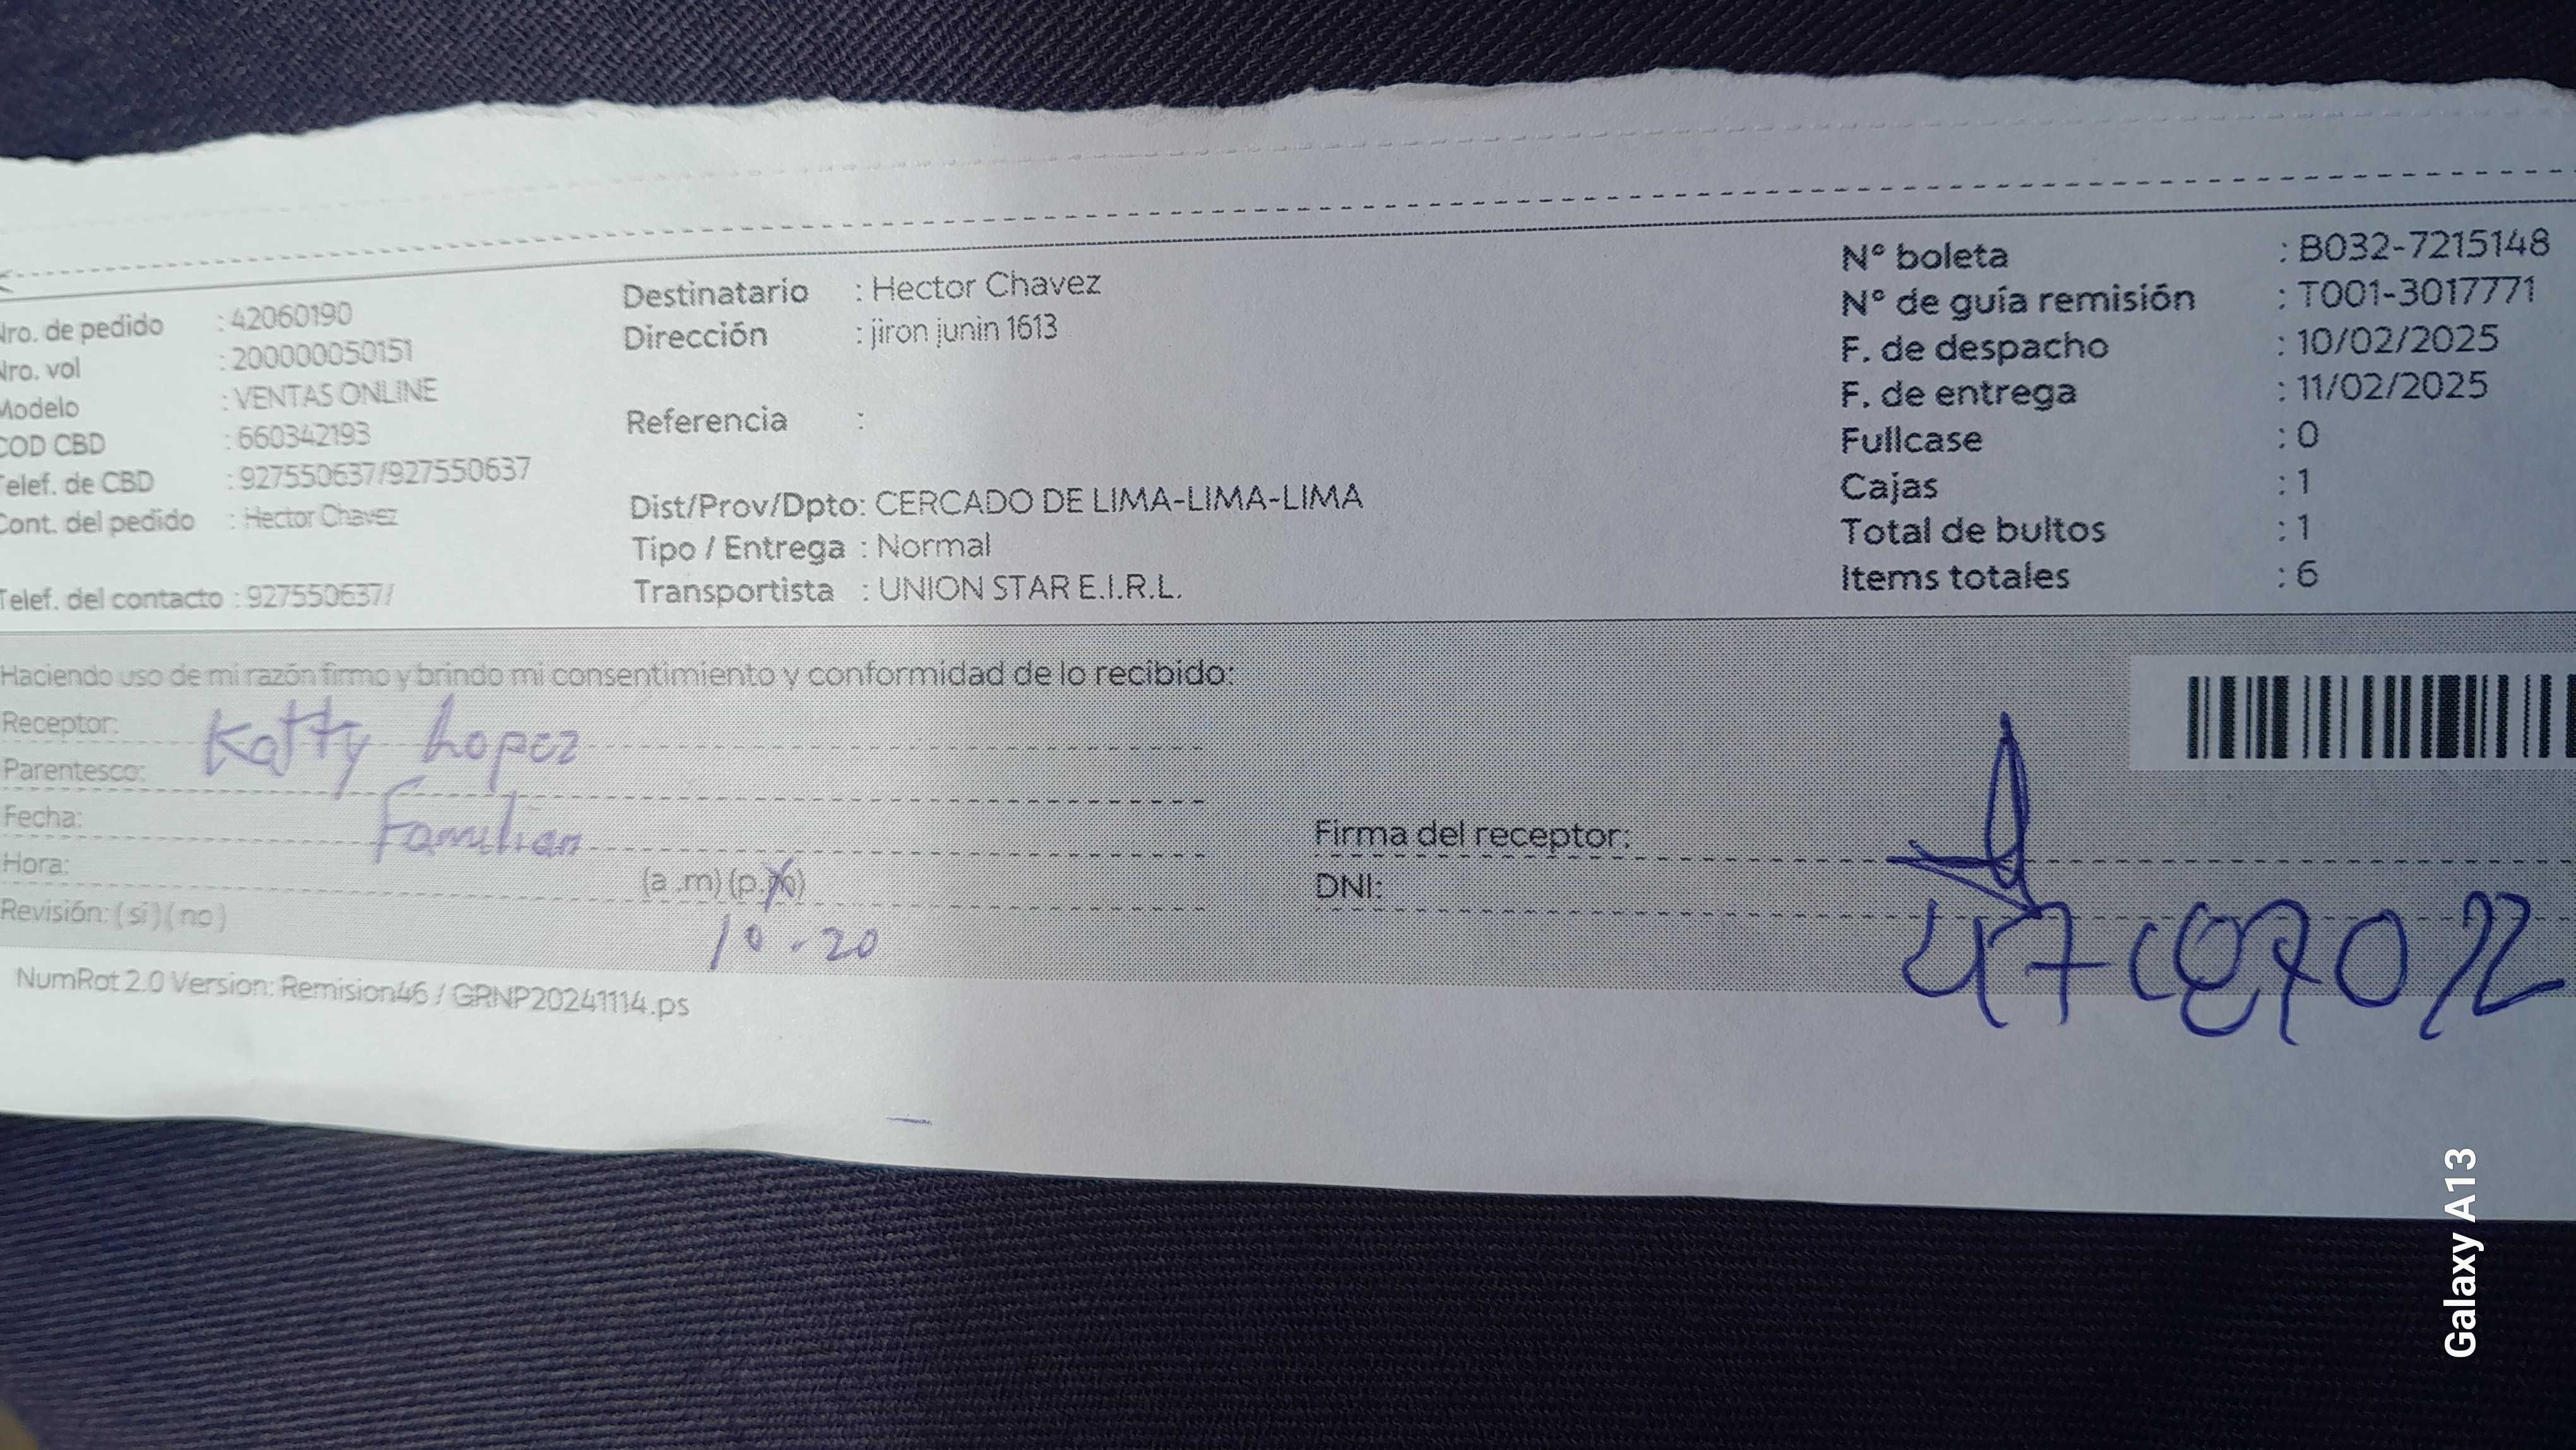 Nro. de pedido : 42060190
Nro. vol : 200000050151
Modelo : VENTAS ONLINE
COD CBD : 660342193
Telef. de CBD : 927550637/927550637
Cont. del pedido : Hector Chavez
Telef. del contacto : 927550637/
Destinatario : Hector Chavez
Dirección : jiron junin 1613
Referencia :
Dist/Prov/Dpto: CERCADO DE LIMA-LIMA-LIMA
Tipo / Entrega : Normal
Transportista : UNION STAR E.I.R.L.
Nº boleta : B032-7215148
Nº de guía remisión : T001-3017771
F. de despacho : 10/02/2025
F. de entrega : 11/02/2025
Fullcase : 0
Cajas : 1
Total de bultos : 1
Items totales : 6
Haciendo uso de mi razón firmo y brindo mi consentimiento y conformidad de lo recibido:
Receptor: Katty Lopez
Parentesco: Familiar
Fecha:
Hora: (a .m) (p.m)
10-20
Revisión: (si) (no)
Firma del receptor:
DNI:
NumRot 2.0 Version: Remision46 / GRNP20241114.ps
Galaxy A13